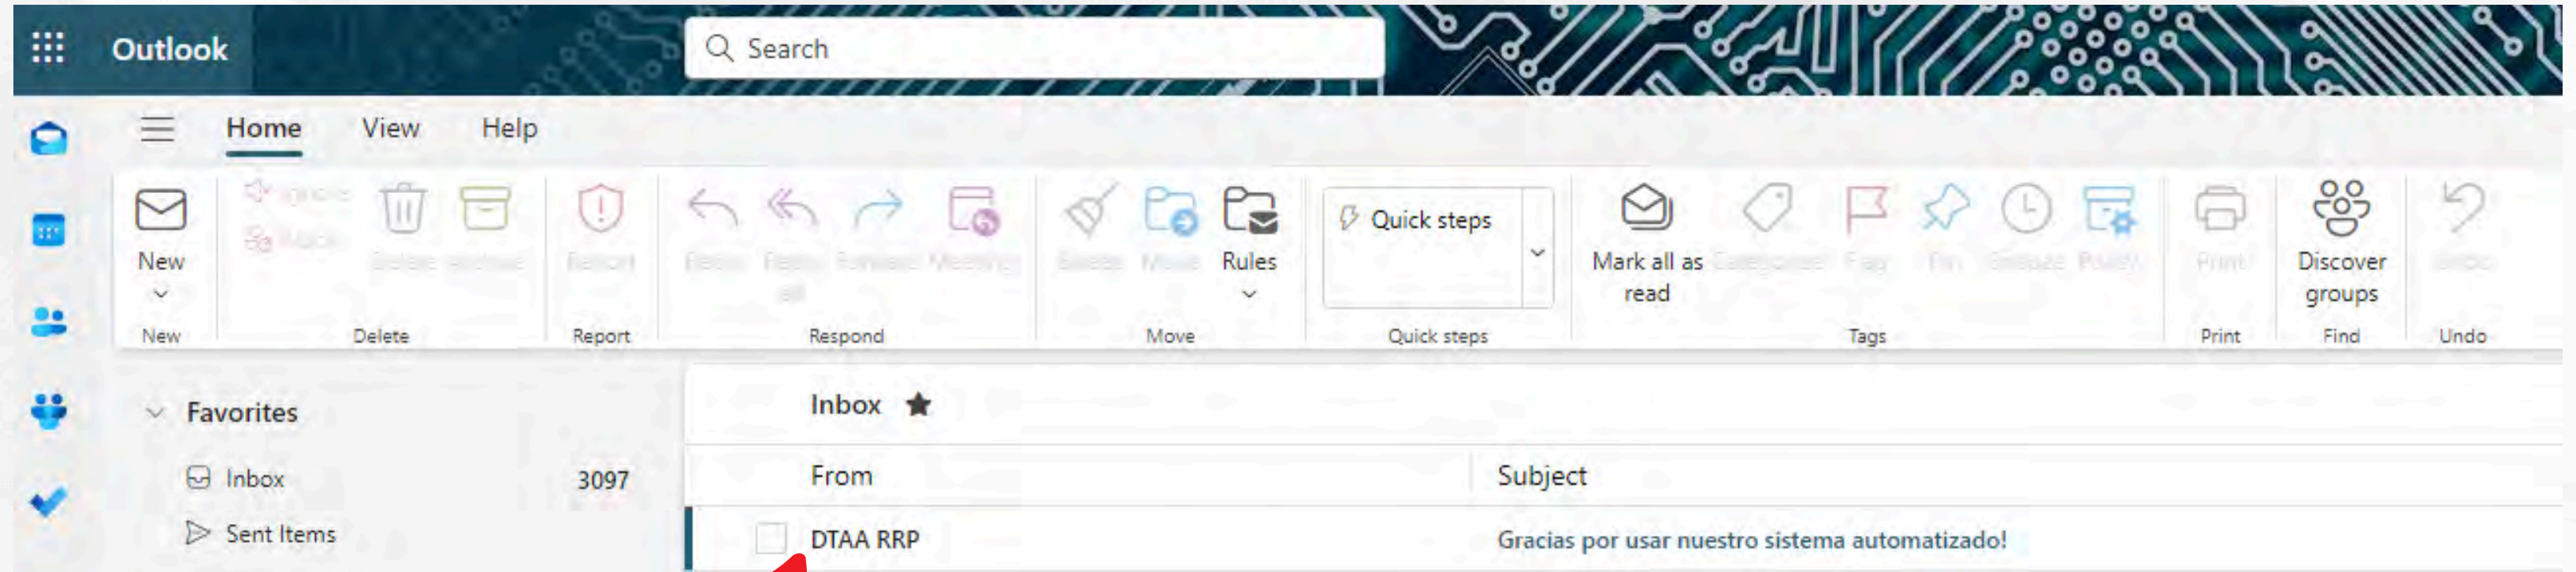 Outlook
Search
Home View Help
New
Rules
Quick steps
Mark all as read
Print
Discover groups
New
Delete
Report
Respond
Move
Quick steps
Tags
Print
Find
Undo
Favorites
Inbox 3097
Sent Items
Inbox
From Subject
DTAA RRP Gracias por usar nuestro sistema automatizado!